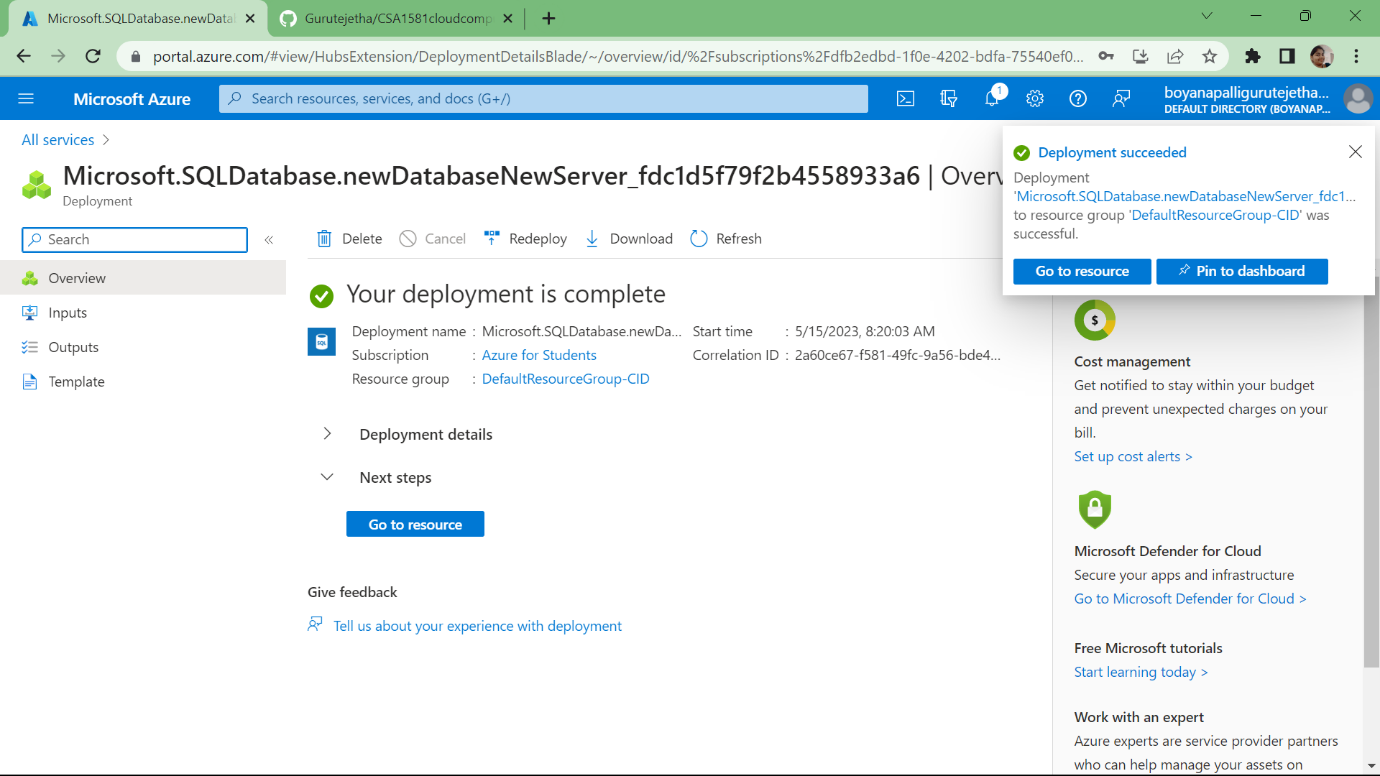 Microsoft.SQLDatabase.newDatal
Gurutejetha/CSA1581cloudcomp
portal.azure.com/#view/HubsExtension/DeploymentDetailsBlade/~/overview/id/%2Fsubscriptions%2Fdfb2edbd-1f0e-4202-bdfa-75540ef0...
Microsoft Azure
Search resources, services, and docs (G+/)
1
boyanapalligurutejetha...
DEFAULT DIRECTORY (BOYANAP...
All services
Microsoft.SQLDatabase.newDatabaseNewServer_fdc1d5f79f2b4558933a6 | Overv
Deployment
Deployment succeeded
Deployment
'Microsoft.SQLDatabase.newDatabaseNewServer_fdc1...
to resource group 'DefaultResourceGroup-CID' was
successful.
Go to resource
Pin to dashboard
Search
Delete
Cancel
Redeploy
Download
Refresh
Overview
Inputs
Outputs
Template
Your deployment is complete
SQL
Deployment name : Microsoft.SQLDatabase.newDa...
Subscription : Azure for Students
Resource group : DefaultResourceGroup-CID
Start time : 5/15/2023, 8:20:03 AM
Correlation ID : 2a60ce67-f581-49fc-9a56-bde4...
Deployment details
Next steps
Go to resource
Give feedback
Tell us about your experience with deployment
$
Cost management
Get notified to stay within your budget
and prevent unexpected charges on your
bill.
Set up cost alerts >
Microsoft Defender for Cloud
Secure your apps and infrastructure
Go to Microsoft Defender for Cloud >
Free Microsoft tutorials
Start learning today >
Work with an expert
Azure experts are service provider partners
who can help manage your assets on